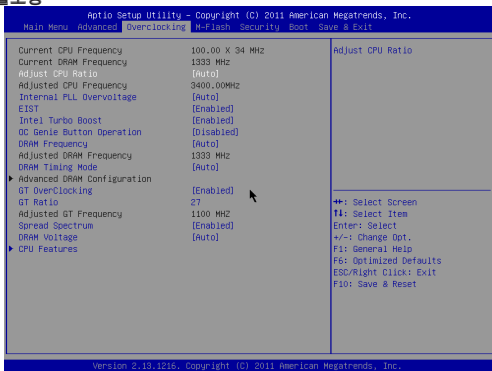 Aptio Setup Utility – Copyright (C) 2011 American Megatrends, Inc.
Main Menu Advanced Overclocking M-Flash Security Boot Save & Exit
Current CPU Frequency 100.00 X 34 MHz
Current DRAM Frequency 1333 MHz
Adjust CPU Ratio [Auto]
Adjusted CPU Frequency 3400.00MHz
Internal PLL Overvoltage [Auto]
EIST [Enabled]
Intel Turbo Boost [Enabled]
OC Genie Button Operation [Disabled]
DRAM Frequency [Auto]
Adjusted DRAM Frequency 1333 MHz
DRAM Timing Mode [Auto]
Advanced DRAM Configuration
GT OverClocking [Enabled]
GT Ratio 27
Adjusted GT Frequency 1100 MHZ
Spread Spectrum [Enabled]
DRAM Voltage [Auto]
CPU Features
Adjust CPU Ratio
→←: Select Screen
↑↓: Select Item
Enter: Select
+/-: Change Opt.
F1: General Help
F6: Optimized Defaults
ESC/Right Click: Exit
F10: Save & Reset
Version 2.13.1216. Copyright (C) 2011 American Megatrends, Inc.